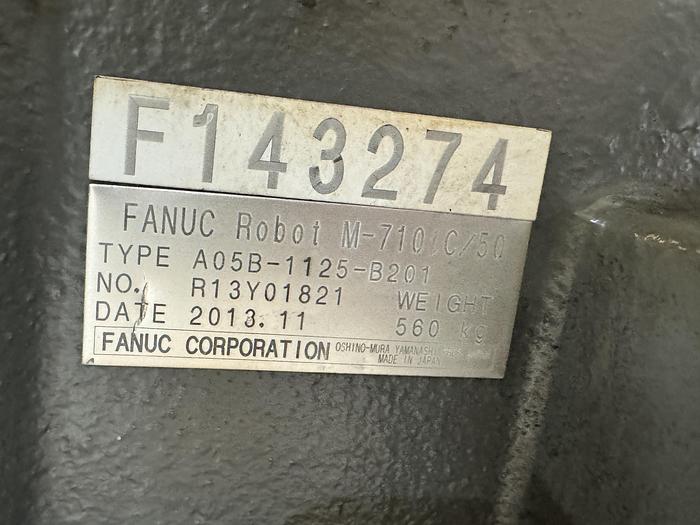 F143274
FANUC Robot M-710iC/50
TYPE A05B-1125-B201
NO. R13Y01821 WEIGHT
DATE 2013.11 560 kg
FANUC CORPORATION OSHINO-MURA YAMANASHI
MADE IN JAPAN